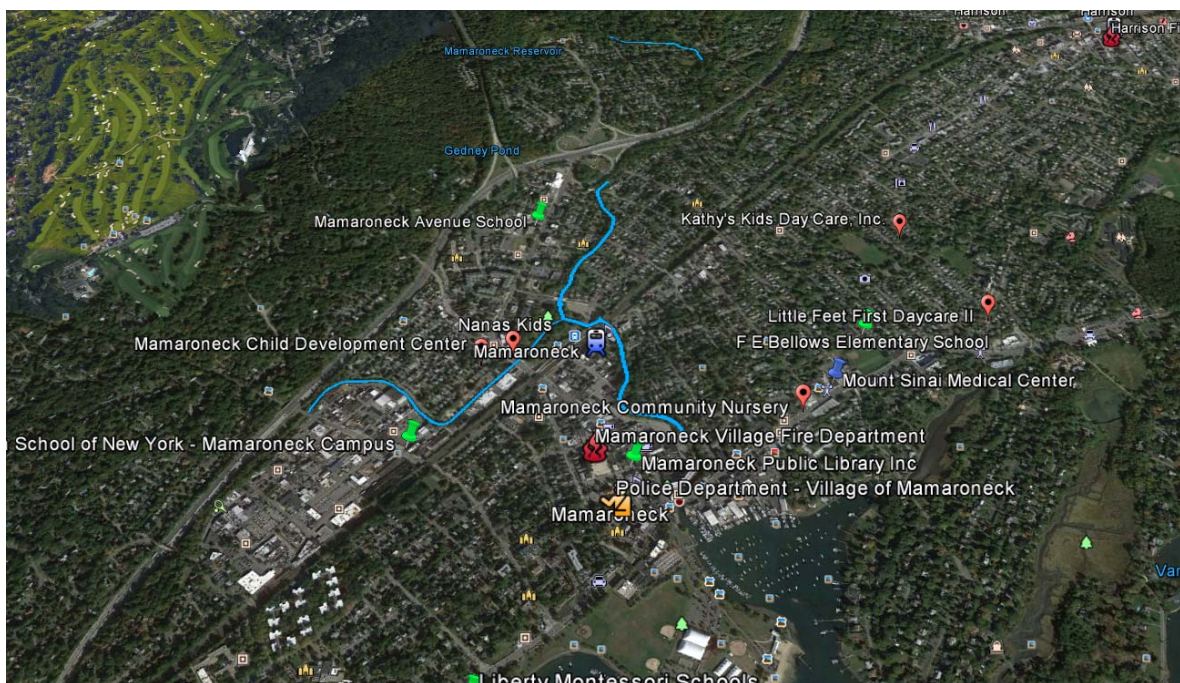 Harrison
Harrison
Harrison Fi
Mamaroneck Reservoir
Gedney Pond
Mamaroneck Avenue School
Kathy's Kids Day Care, Inc.
Little Feet First Daycare II
Nanas Kids
F E Bellows Elementary School
Mamaroneck Child Development Center
Mamaroneck
Mount Sinai Medical Center
Mamaroneck Community Nursery
Mamaroneck Village Fire Department
n School of New York - Mamaroneck Campus
Mamaroneck Public Library Inc
Police Department - Village of Mamaroneck
Mamaroneck
Van
Liberty Montessori Schools